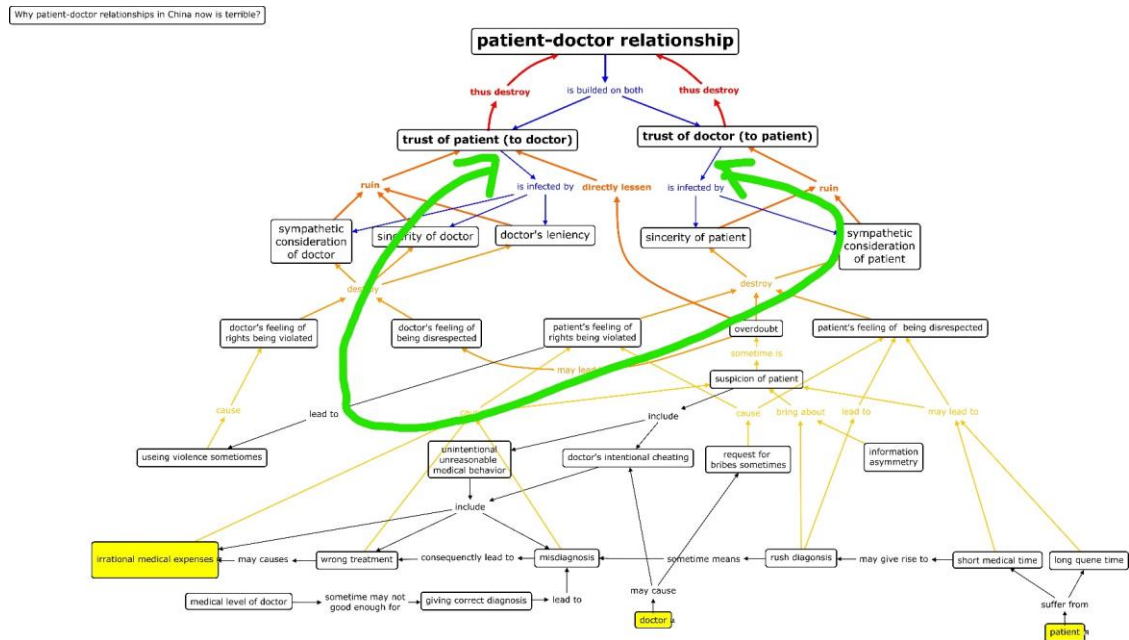 Why patient-doctor relationships in China now is terrible?
patient-doctor relationship
thus destroy
thus destroy
is builded on both
trust of patient (to doctor)
trust of doctor (to patient)
ruin
is infected by
directly lessen
is infected by
ruin
sympathetic
consideration
of doctor
sincerity of doctor
doctor's leniency
sincerity of patient
sympathetic
consideration
of patient
destroy
destroy
doctor's feeling of
rights being violated
doctor's feeling of
being disrespected
patient's feeling of
rights being violated
overdoubt
patient's feeling of being disrespected
sometime is
may lead
suspicion of patient
cause
lead to
cause
include
cause
bring about
lead to
may lead to
useing violence sometiomes
unintentional
unreasonable
medical behavior
doctor's intentional cheating
request for
bribes sometimes
information
asymmetry
include
irrational medical expenses
may causes
wrong treatment
consequently lead to
misdiagnosis
sometime means
rush diagonsis
may give rise to
short medical time
long quene time
medical level of doctor
sometime may not
good enough for
giving correct diagnosis
lead to
may cause
suffer from
doctor
patient